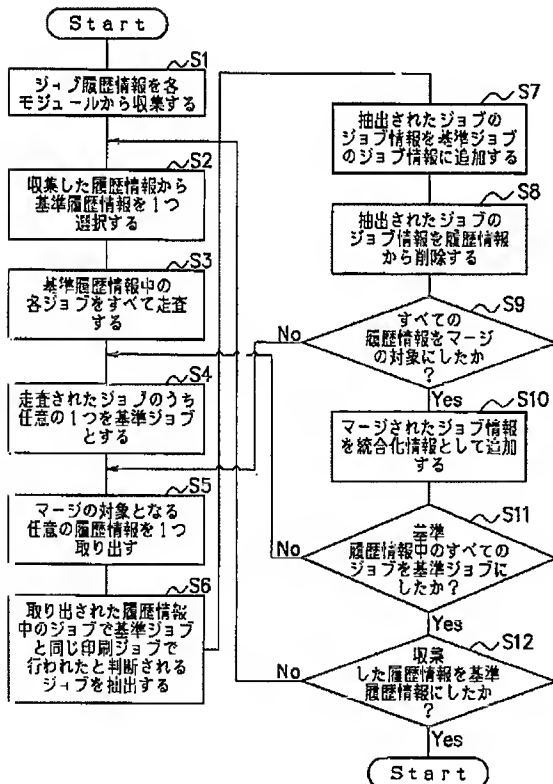 Start
S1
ジョブ履歴情報を各
モジュールから収集する
S2
収集した履歴情報から
基準履歴情報を1つ
選択する
S3
基準履歴情報中の
各ジョブをすべて走査
する
S4
走査されたジョブのうち
任意の1つを基準ジョブ
とする
S5
マージの対象となる
任意の履歴情報を1つ
取り出す
S6
取り出された履歴情報
中のジョブで基準ジョブ
と同じ印刷ジョブで
行われたと判断される
ジョブを抽出する
S7
抽出されたジョブの
ジョブ情報を基準ジョブ
のジョブ情報に追加する
S8
抽出されたジョブの
ジョブ情報を履歴情報
から削除する
S9
すべての
履歴情報をマージ
の対象にしたか
?
No
Yes
S10
マージされたジョブ情報
を統合化情報として追加
する
S11
基準
履歴情報中のすべての
ジョブを基準ジョブに
したか?
No
Yes
S12
収集
した履歴情報を基準
履歴情報にしたか
?
No
Yes
Start